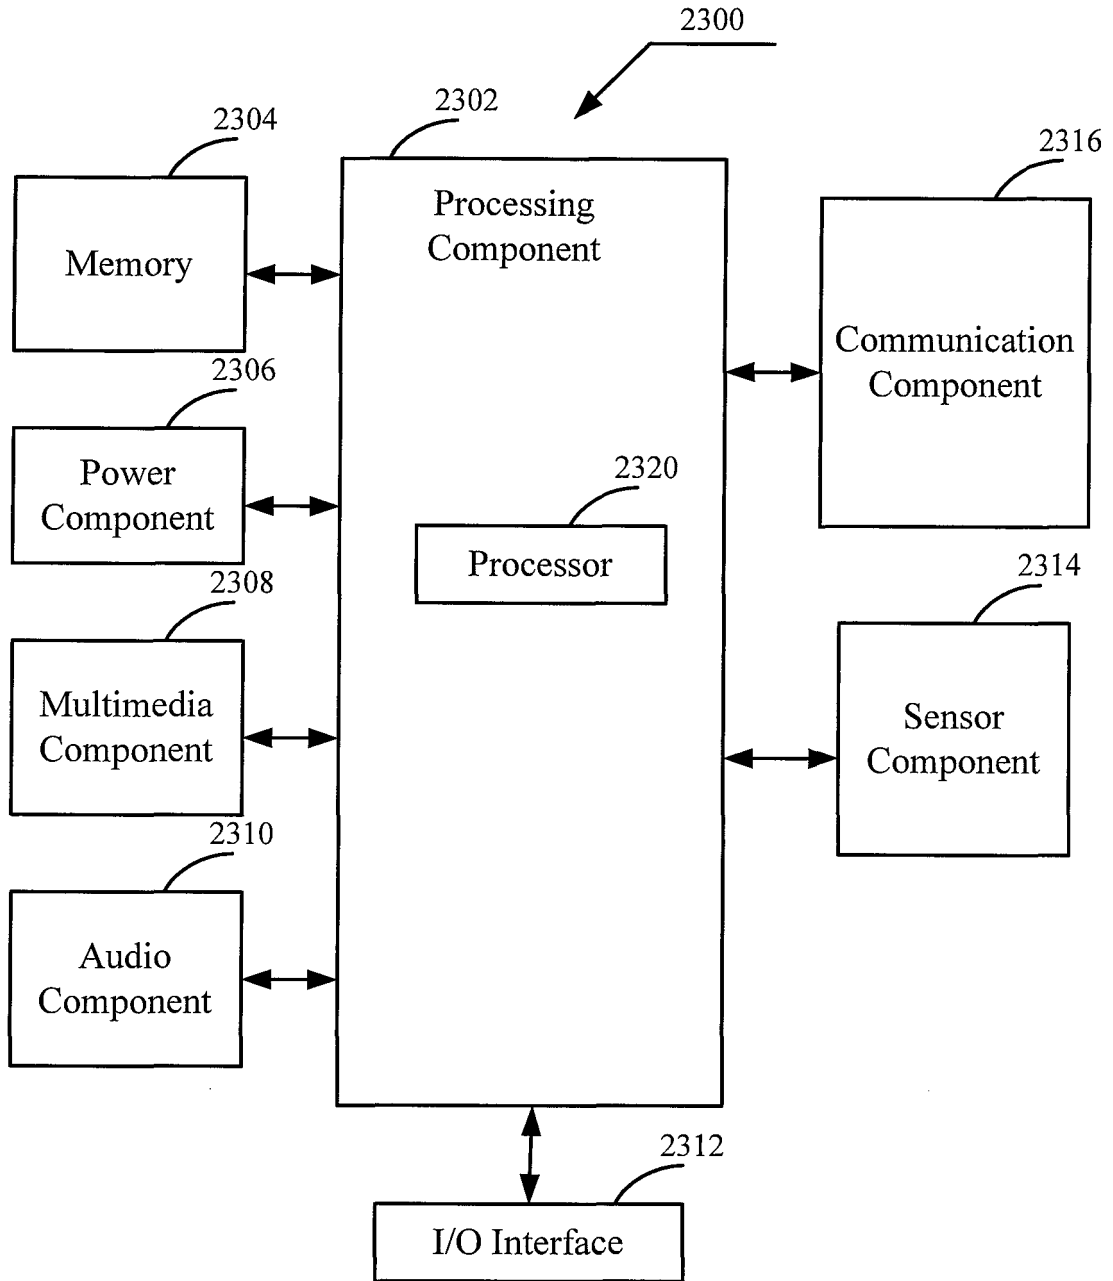 2300
2302
2304
2316
Processing
Component
Memory
Communication
Component
2306
Power
Component
2320
Processor
2308
2314
Multimedia
Component
Sensor
Component
2310
Audio
Component
2312
I/O Interface